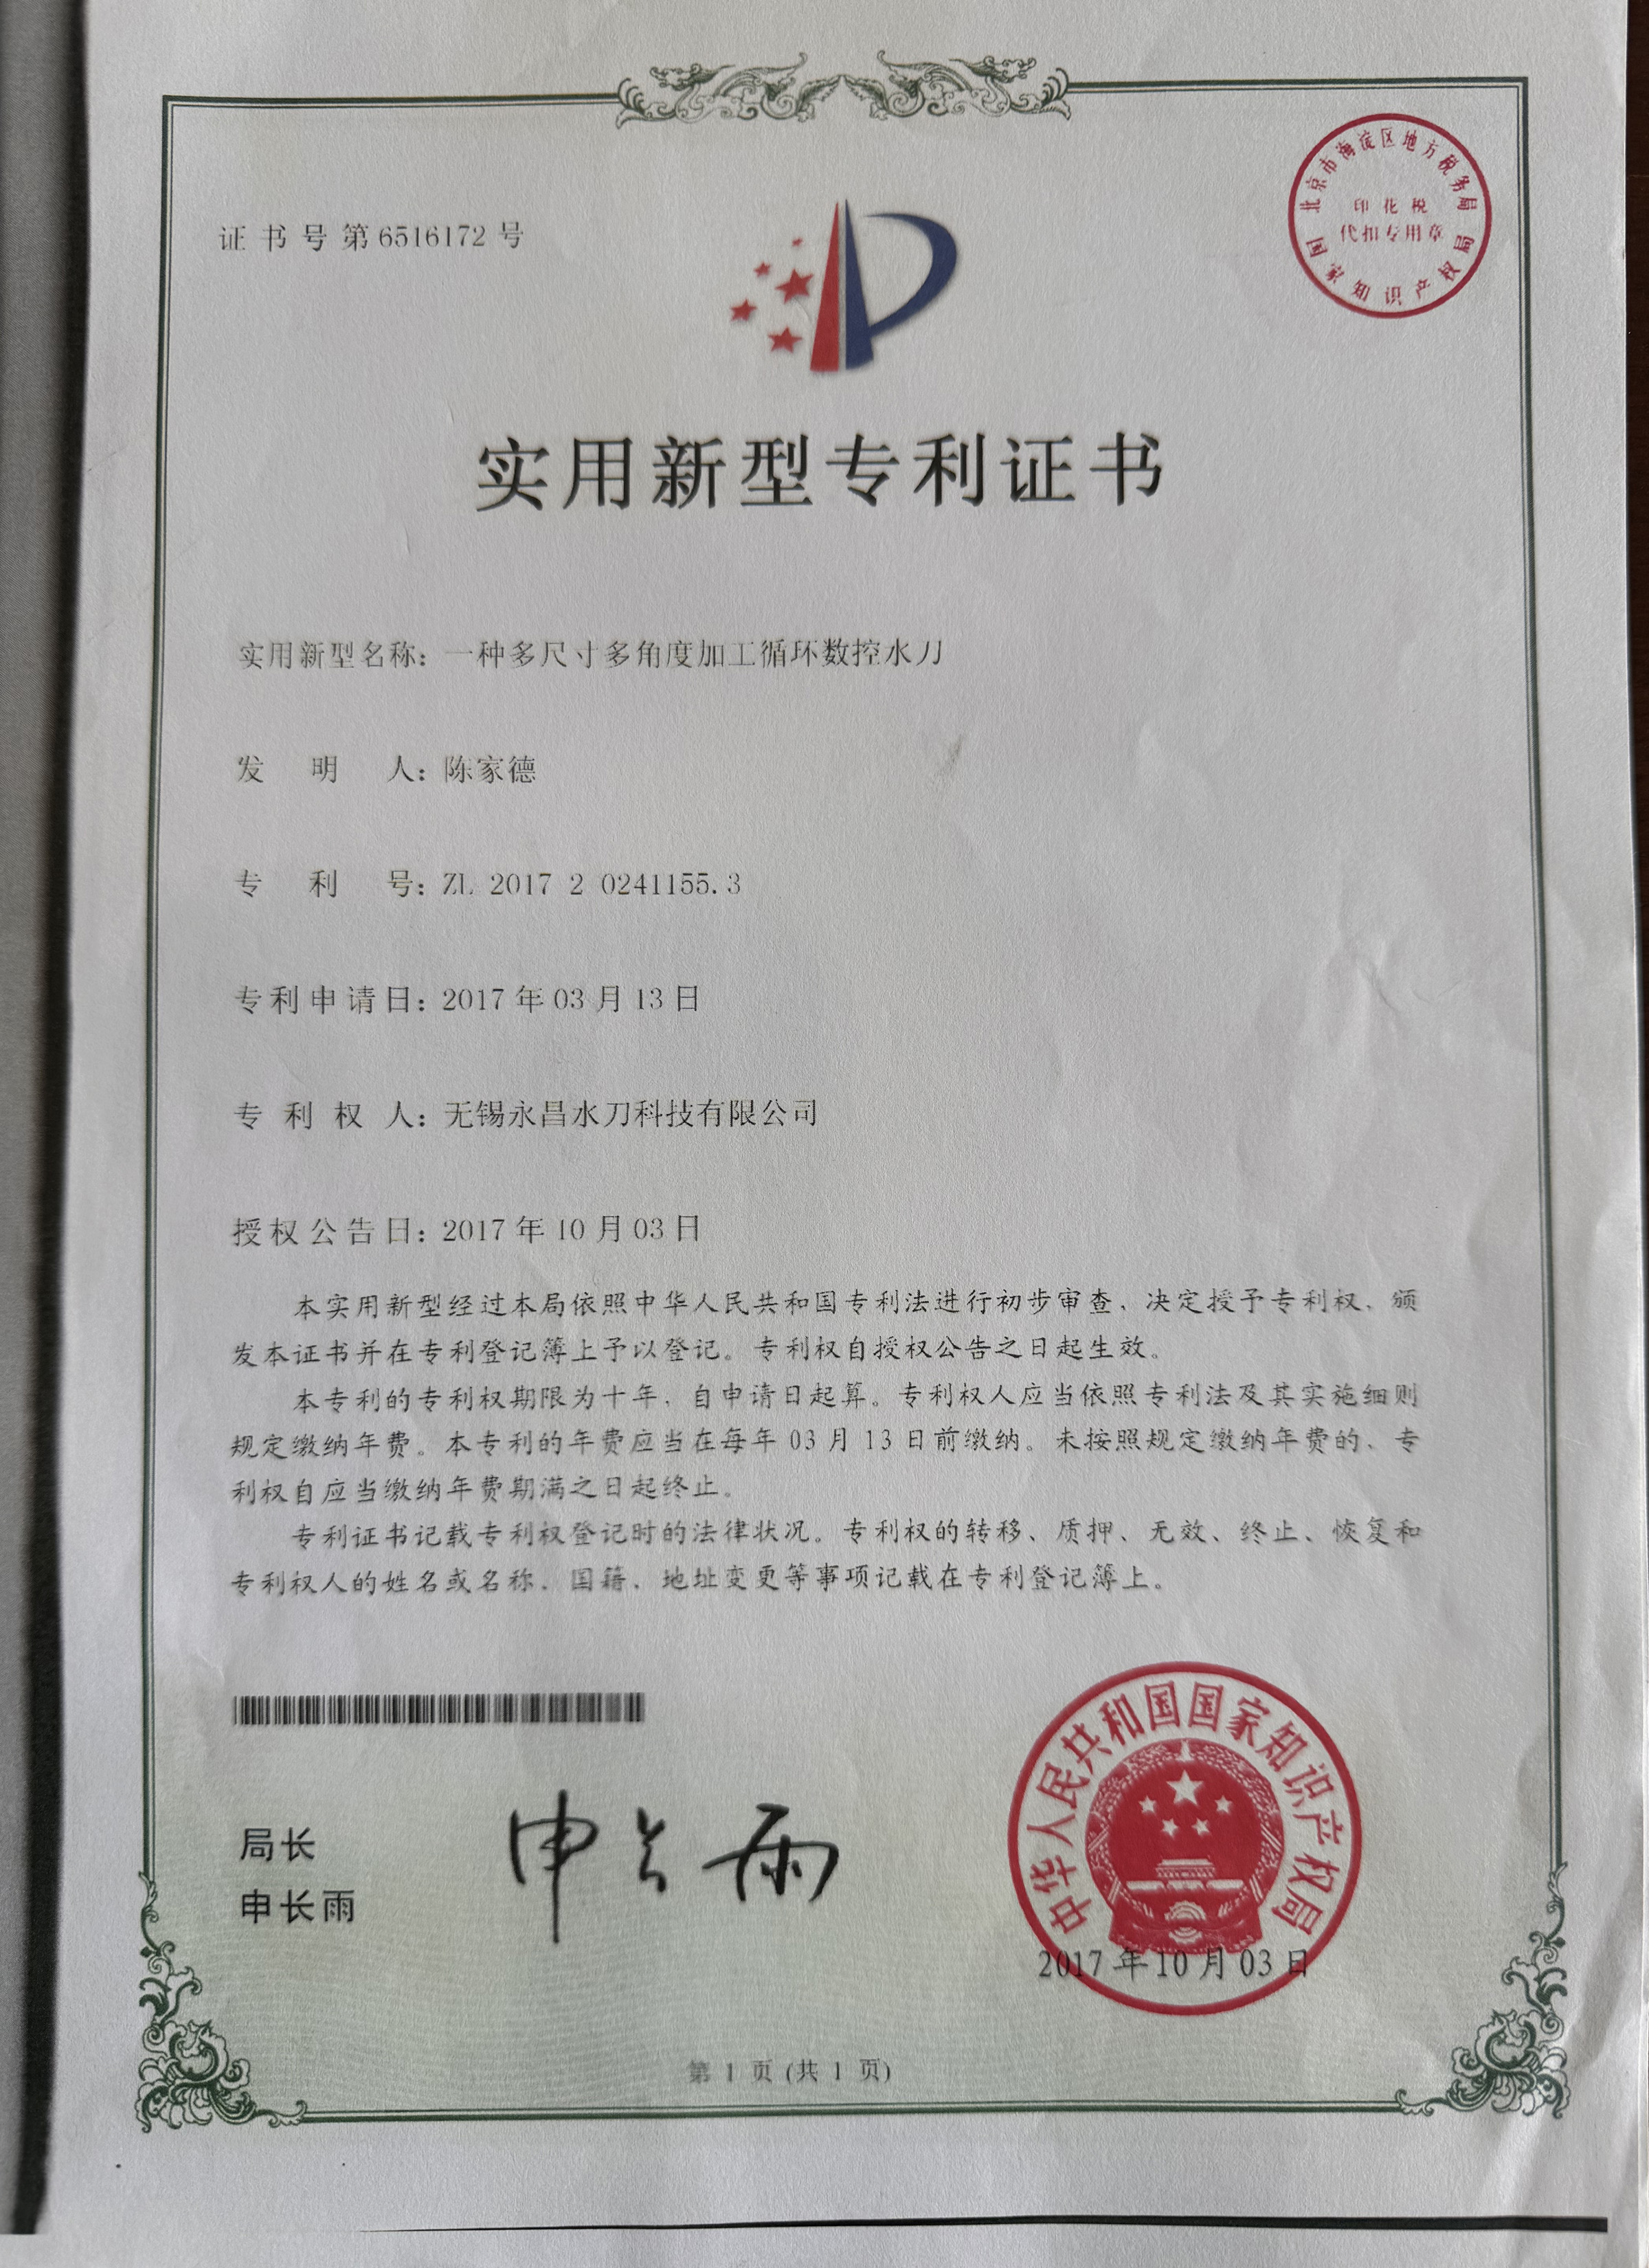 证书号第6516172号
北京市海淀区地方税务局
印花税
代扣专用章
国家知识产权局
实用新型专利证书
实用新型名称：一种多尺寸多角度加工循环数控水刀
发明人：陈家德
专利号：ZL 2017 2 0241155.3
专利申请日：2017年03月13日
专利权人：无锡永昌水刀科技有限公司
授权公告日：2017年10月03日
本实用新型经过本局依照中华人民共和国专利法进行初步审查，决定授予专利权，颁
发本证书并在专利登记簿上予以登记。专利权自授权公告之日起生效。
本专利的专利权期限为十年，自申请日起算。专利权人应当依照专利法及其实施细则
规定缴纳年费。本专利的年费应当在每年03月13日前缴纳。未按照规定缴纳年费的，专
利权自应当缴纳年费期满之日起终止。
专利证书记载专利权登记时的法律状况。专利权的转移、质押、无效、终止、恢复和
专利权人的姓名或名称、国籍、地址变更等事项记载在专利登记簿上。
局长
申长雨
申长雨
中华人民共和国国家知识产权局
2017年10月03日
第 1 页 (共 1 页)